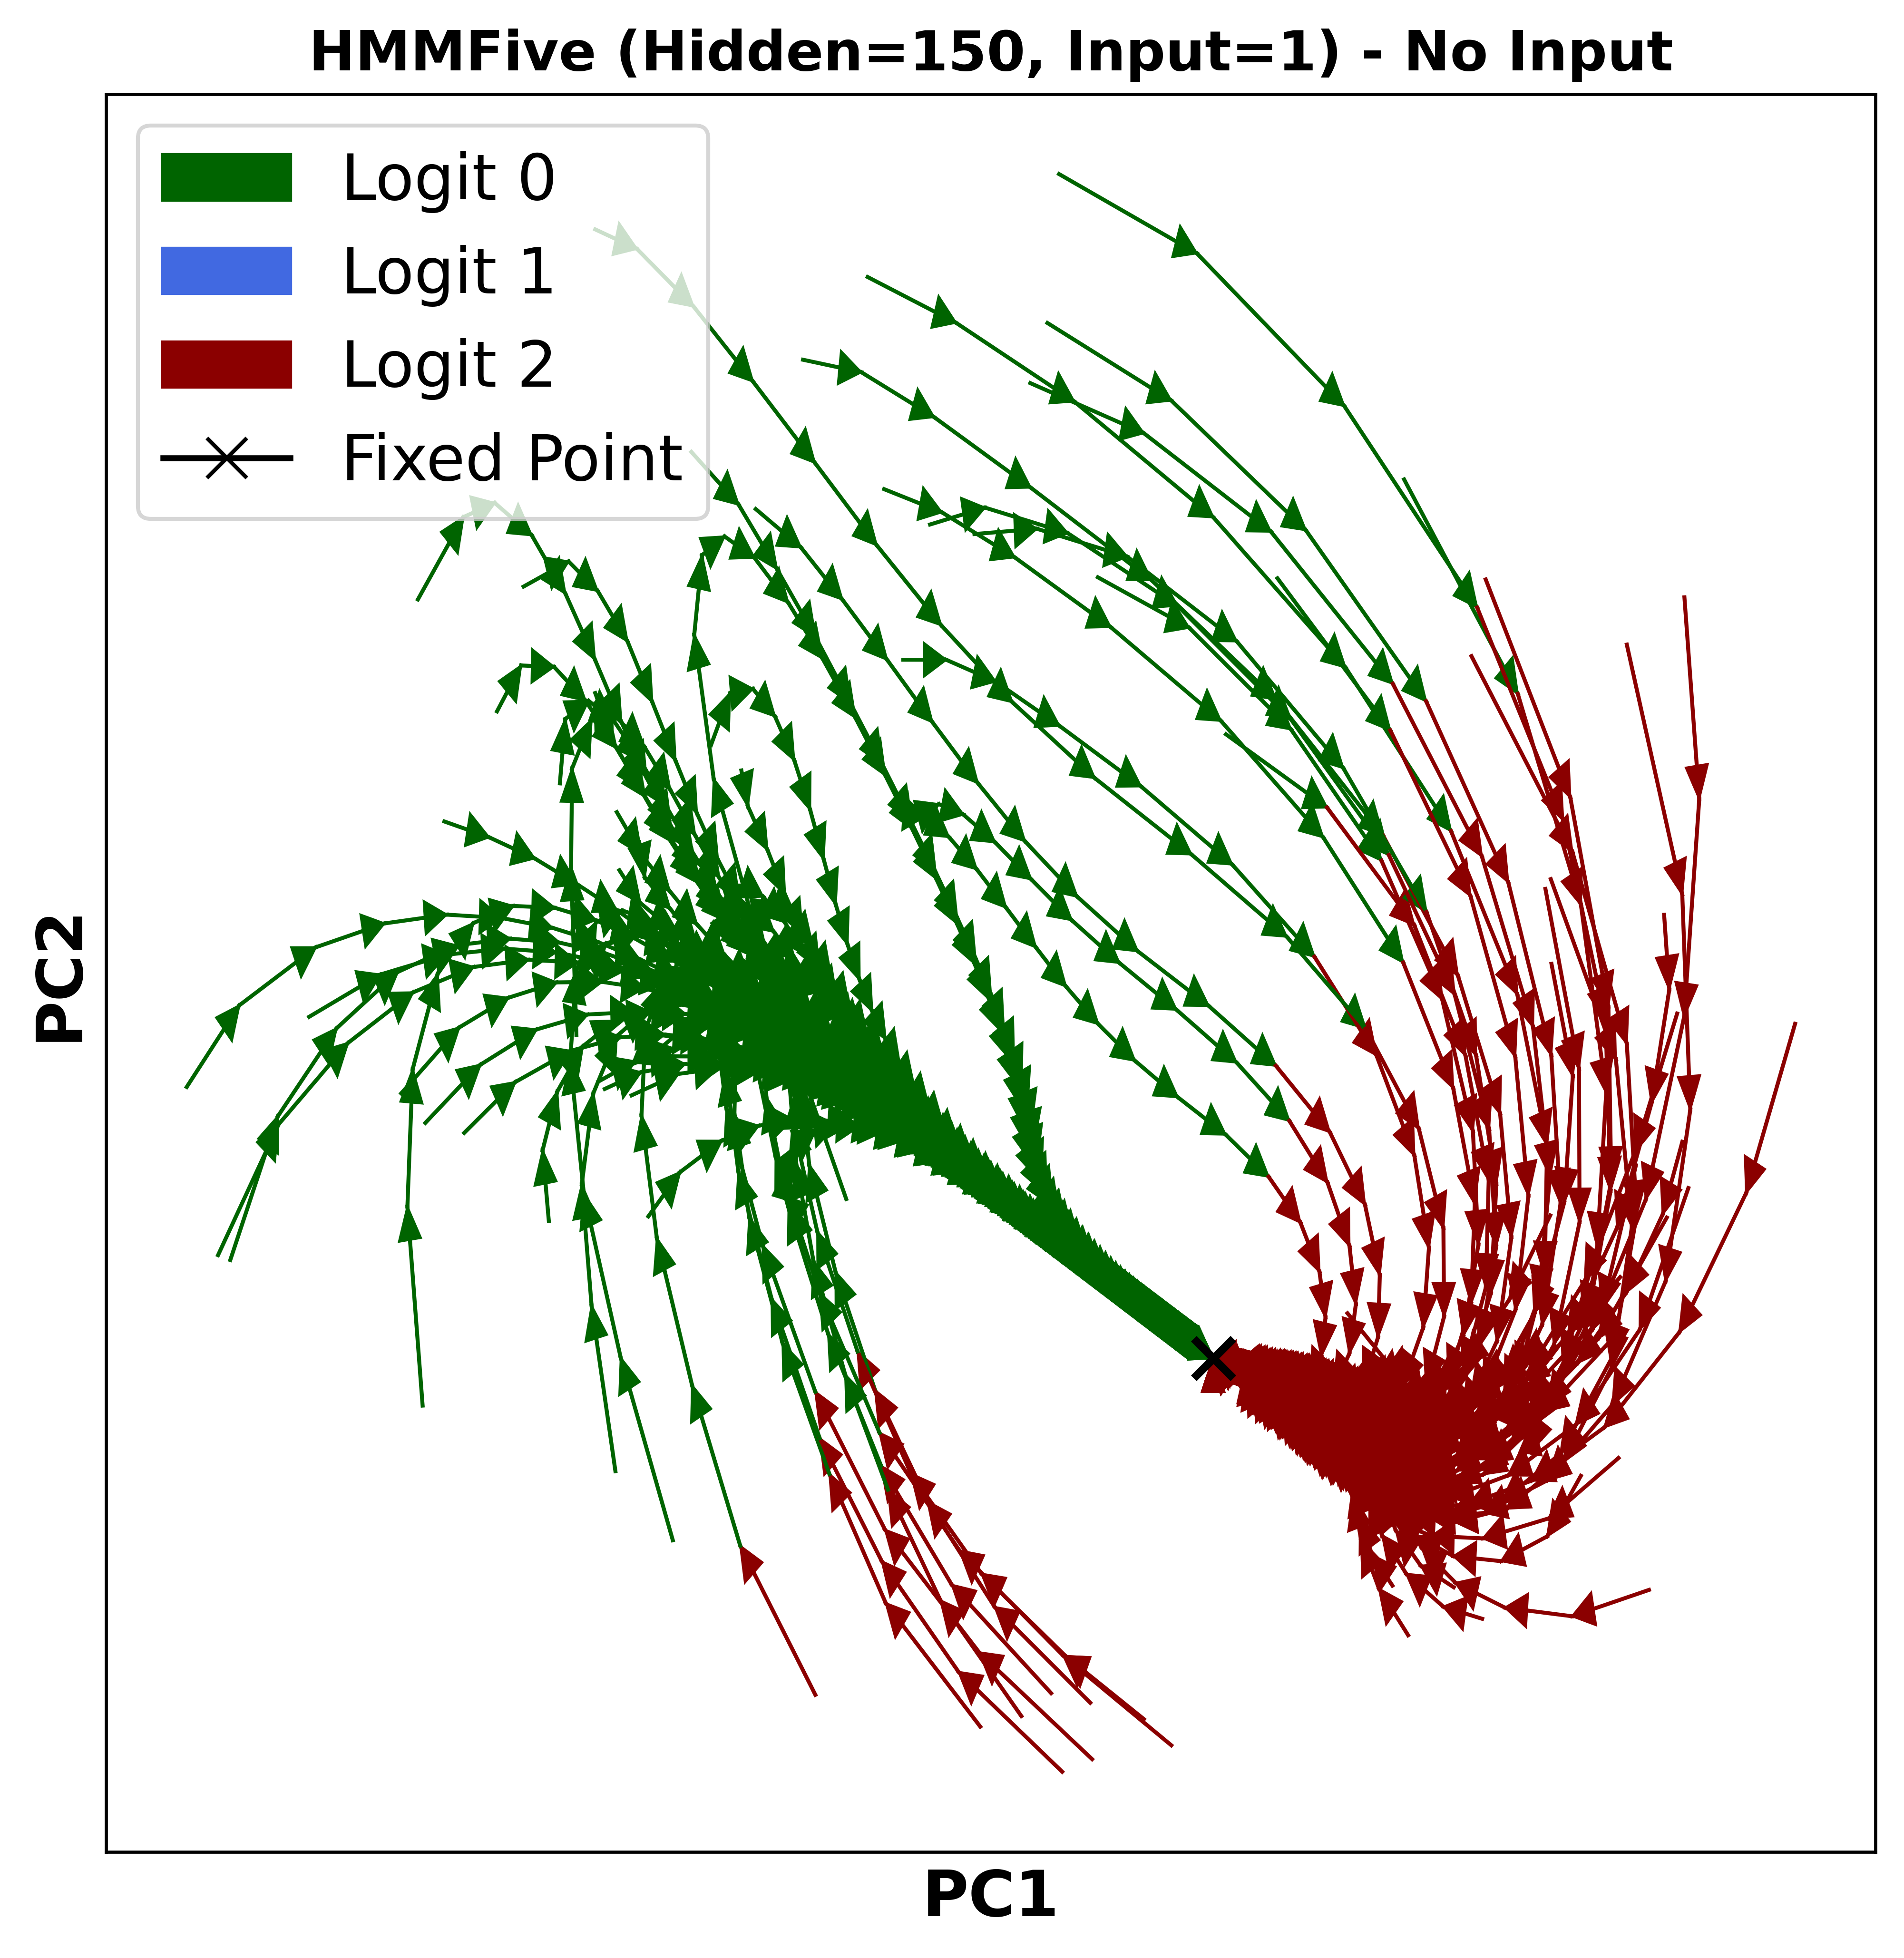 HMMFive (Hidden=150, Input=1) - No Input
Logit 0
Logit 1
Logit 2
Fixed Point
PC2
PC1